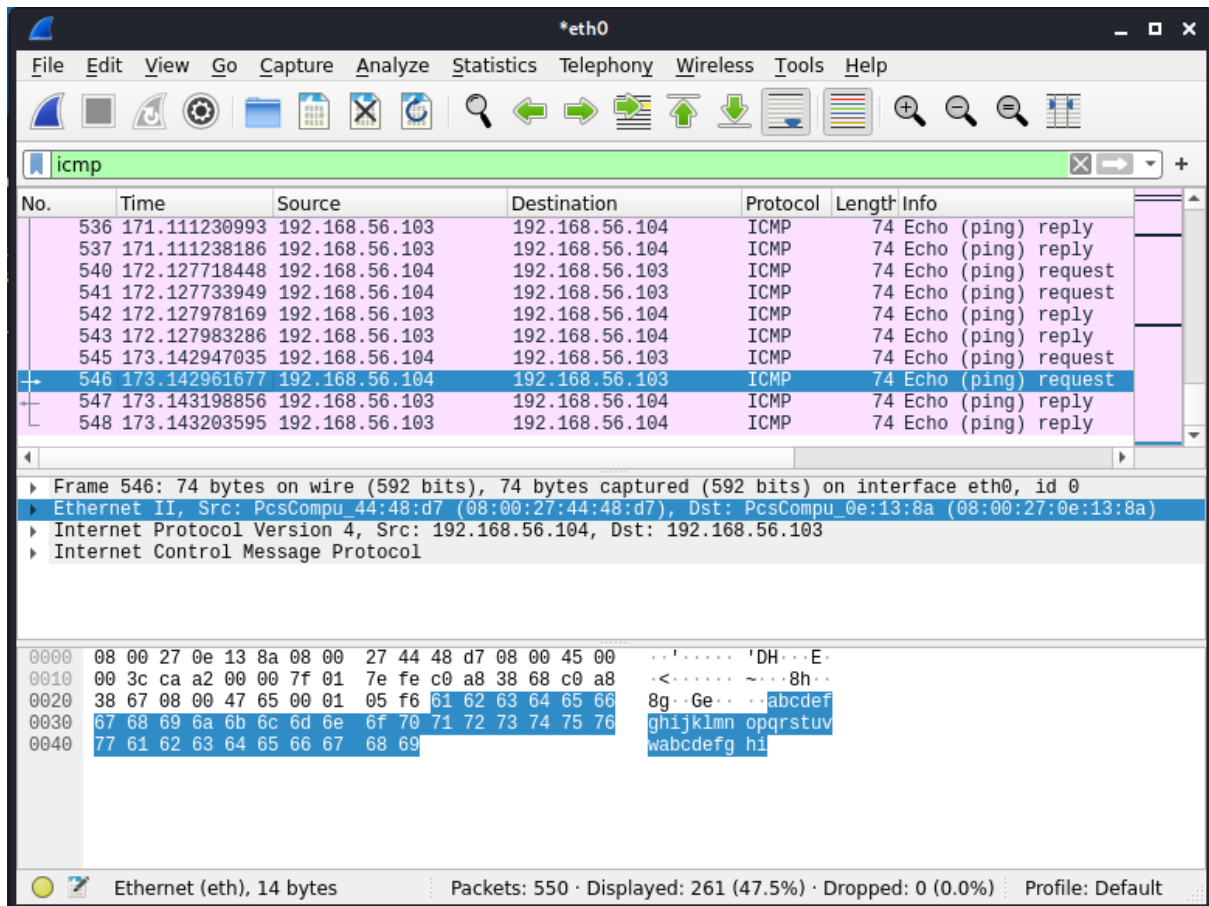 *eth0
File Edit View Go Capture Analyze Statistics Telephony Wireless Tools Help
icmp
No. Time Source Destination Protocol Length Info
536 171.111230993 192.168.56.103 192.168.56.104 ICMP 74 Echo (ping) reply
537 171.111238186 192.168.56.103 192.168.56.104 ICMP 74 Echo (ping) reply
540 172.127718448 192.168.56.104 192.168.56.103 ICMP 74 Echo (ping) request
541 172.127733949 192.168.56.104 192.168.56.103 ICMP 74 Echo (ping) request
542 172.127978169 192.168.56.103 192.168.56.104 ICMP 74 Echo (ping) reply
543 172.127983286 192.168.56.103 192.168.56.104 ICMP 74 Echo (ping) reply
545 173.142947035 192.168.56.104 192.168.56.103 ICMP 74 Echo (ping) request
546 173.142961677 192.168.56.104 192.168.56.103 ICMP 74 Echo (ping) request
547 173.143198856 192.168.56.103 192.168.56.104 ICMP 74 Echo (ping) reply
548 173.143203595 192.168.56.103 192.168.56.104 ICMP 74 Echo (ping) reply
Frame 546: 74 bytes on wire (592 bits), 74 bytes captured (592 bits) on interface eth0, id 0
Ethernet II, Src: PcsCompu_44:48:d7 (08:00:27:44:48:d7), Dst: PcsCompu_0e:13:8a (08:00:27:0e:13:8a)
Internet Protocol Version 4, Src: 192.168.56.104, Dst: 192.168.56.103
Internet Control Message Protocol
0000 08 00 27 0e 13 8a 08 00 27 44 48 d7 08 00 45 00 ··'····· 'DH···E·
0010 00 3c ca a2 00 00 7f 01 7e fe c0 a8 38 68 c0 a8 ·<······ ~···8h··
0020 38 67 08 00 47 65 00 01 05 f6 61 62 63 64 65 66 8g··Ge·· ··abcdef
0030 67 68 69 6a 6b 6c 6d 6e 6f 70 71 72 73 74 75 76 ghijklmn opqrstuv
0040 77 61 62 63 64 65 66 67 68 69 wabcdefg hi
Ethernet (eth), 14 bytes Packets: 550 · Displayed: 261 (47.5%) · Dropped: 0 (0.0%) Profile: Default